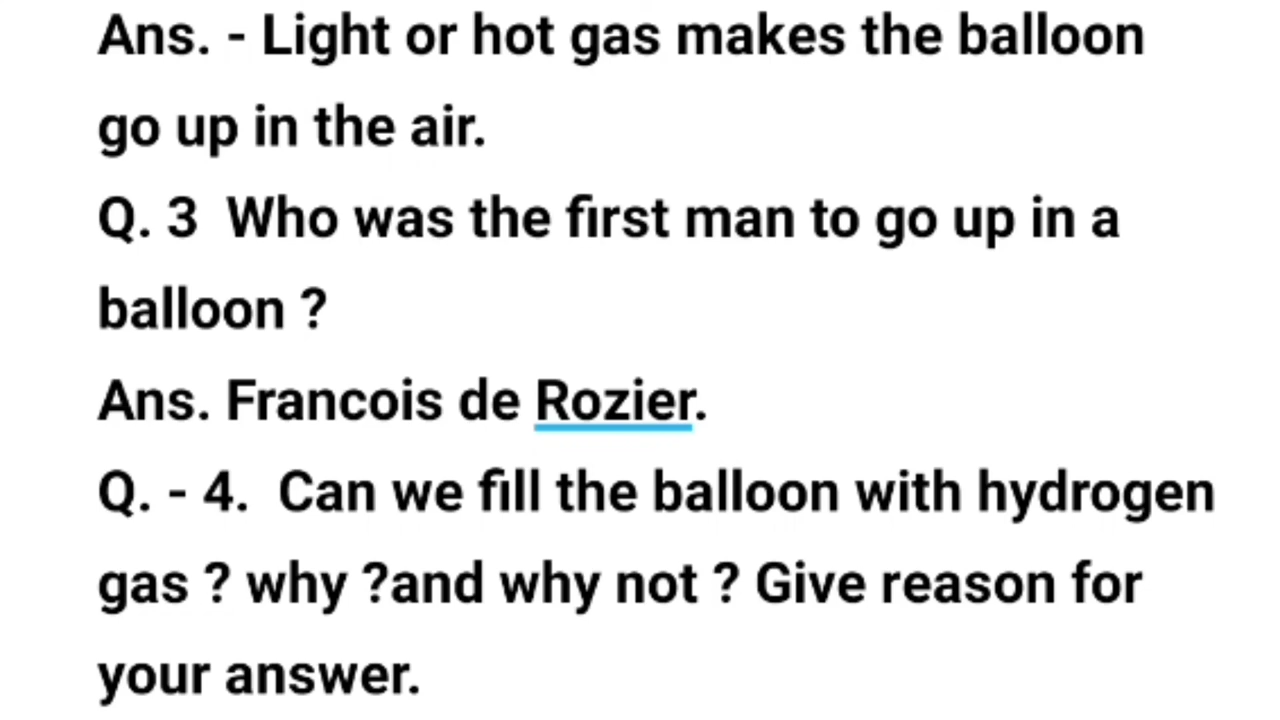 Ans. - Light or hot gas makes the balloon
go up in the air.
Q. 3  Who was the first man to go up in a
balloon ?
Ans. Francois de Rozier.
Q. - 4.  Can we fill the balloon with hydrogen
gas ? why ?and why not ? Give reason for
your answer.